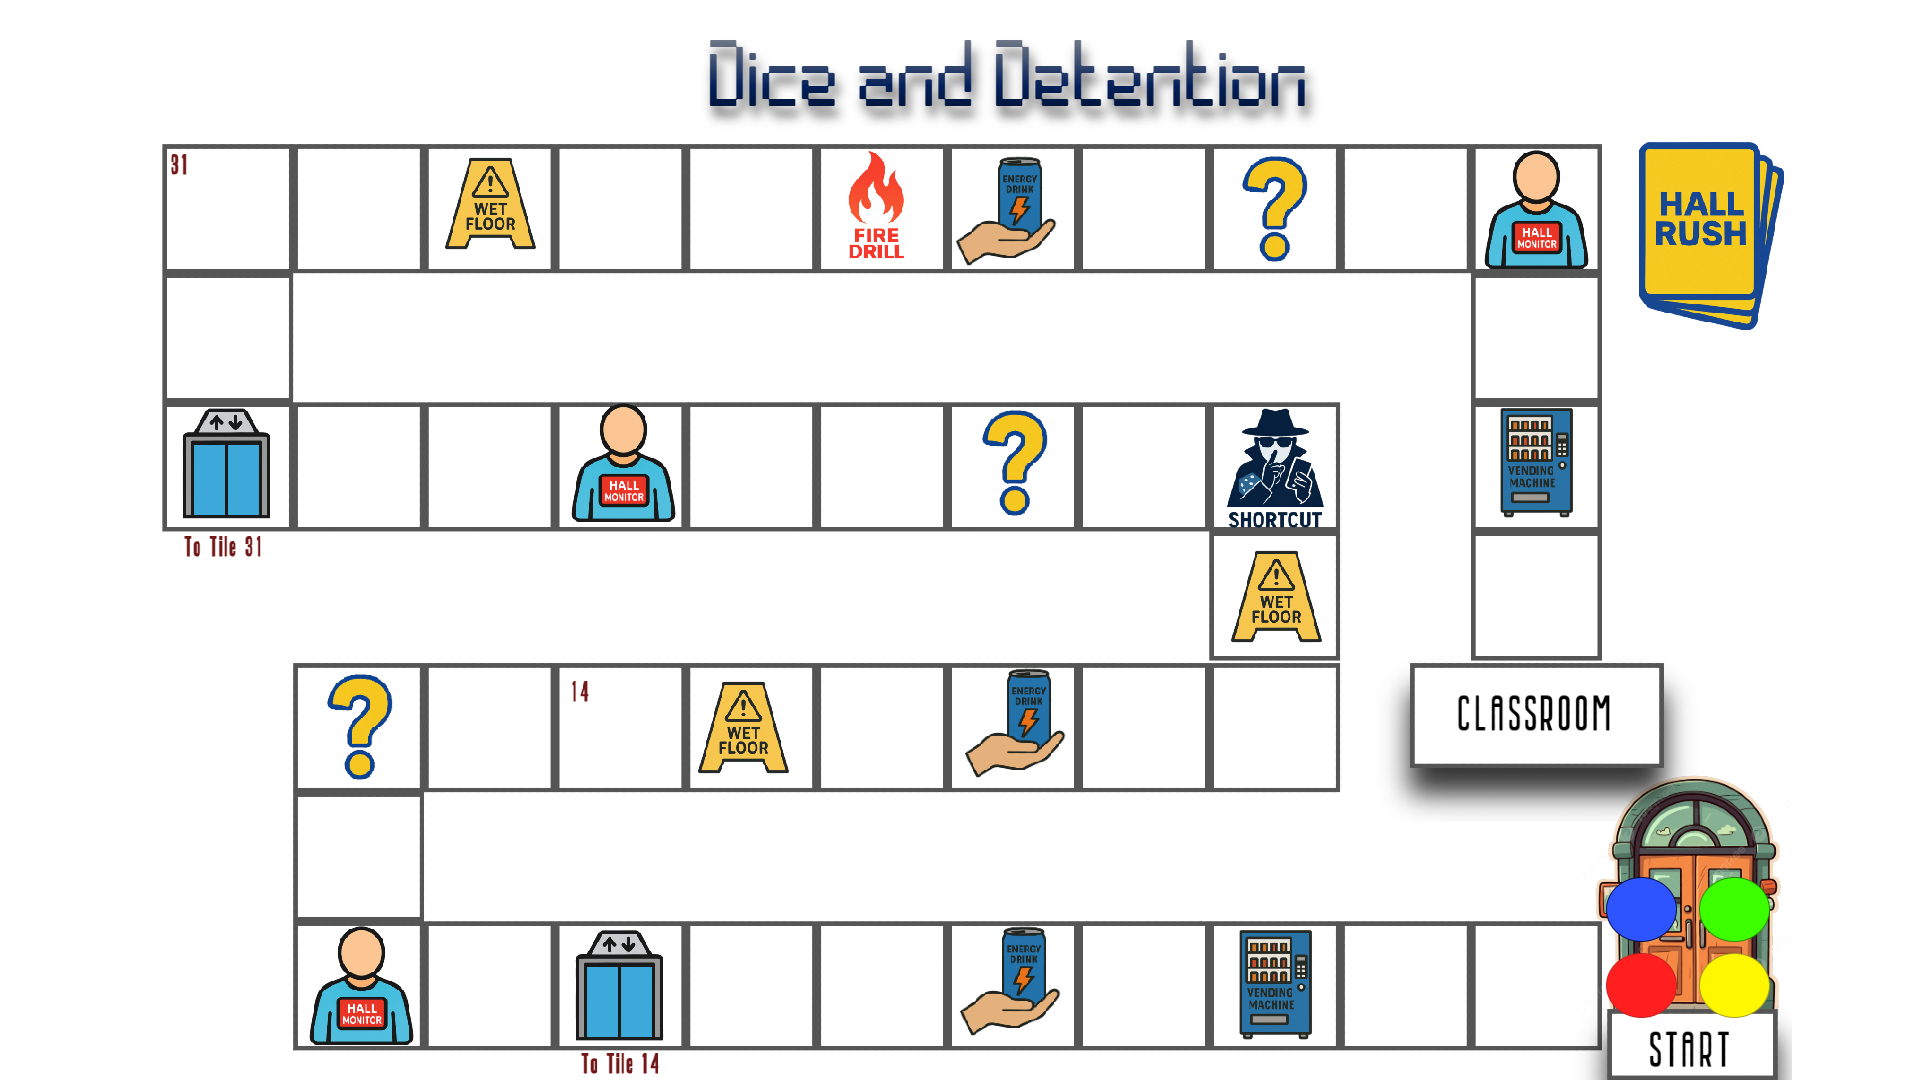 Dice and Detention
31
WET
FLOOR
FIRE
DRILL
ENERGY
DRINK
?
HALL
MONITOR
HALL
RUSH
HALL
MONITOR
?
SHORTCUT
VENDING
MACHINE
To Tile 31
WET
FLOOR
?
14
WET
FLOOR
ENERGY
DRINK
CLASSROOM
HALL
MONITOR
ENERGY
DRINK
VENDING
MACHINE
To Tile 14
START